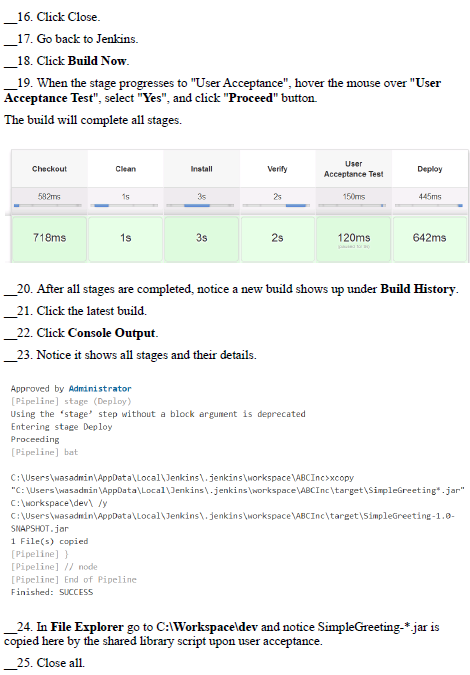 __16. Click Close.
__17. Go back to Jenkins.
__18. Click Build Now.
__19. When the stage progresses to "User Acceptance", hover the mouse over "User
Acceptance Test", select "Yes", and click "Proceed" button.
The build will complete all stages.
Checkout Clean Install Verify User Acceptance Test Deploy
582ms 1s 3s 2s 150ms 445ms
718ms 1s 3s 2s 120ms 642ms
__20. After all stages are completed, notice a new build shows up under Build History.
__21. Click the latest build.
__22. Click Console Output.
__23. Notice it shows all stages and their details.
Approved by Administrator
[Pipeline] stage (Deploy)
Using the ‘stage’ step without a block argument is deprecated
Entering stage Deploy
Proceeding
[Pipeline] bat
C:\Users\wasadmin\AppData\Local\Jenkins\.jenkins\workspace\ABCInc>xcopy
"C:\Users\wasadmin\AppData\Local\Jenkins\.jenkins\workspace\ABCInc\target\SimpleGreeting*.jar"
C:\workspace\dev\ /y
C:\Users\wasadmin\AppData\Local\Jenkins\.jenkins\workspace\ABCInc\target\SimpleGreeting-1.0-
SNAPSHOT.jar
1 File(s) copied
[Pipeline] }
[Pipeline] // node
[Pipeline] End of Pipeline
Finished: SUCCESS
__24. In File Explorer go to C:\Workspace\dev and notice SimpleGreeting-*.jar is
copied here by the shared library script upon user acceptance.
__25. Close all.